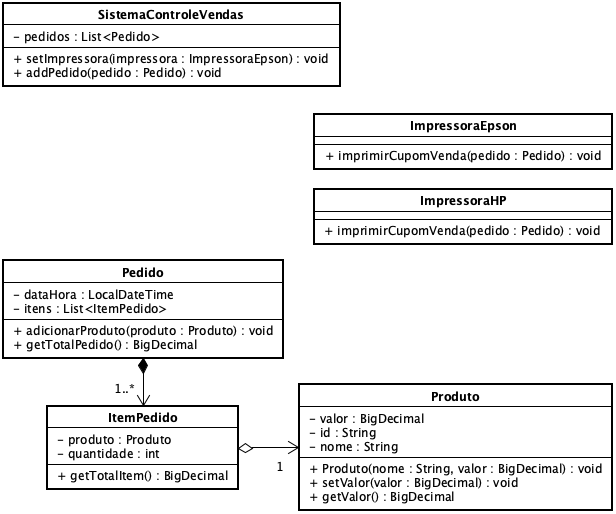 SistemaControleVendas
– pedidos : List<Pedido>
+ setImpressora(impressora : ImpressoraEpson) : void
+ addPedido(pedido : Pedido) : void
ImpressoraEpson
+ imprimirCupomVenda(pedido : Pedido) : void
ImpressoraHP
+ imprimirCupomVenda(pedido : Pedido) : void
Pedido
– dataHora : LocalDateTime
– itens : List<ItemPedido>
+ adicionarProduto(produto : Produto) : void
+ getTotalPedido() : BigDecimal
1..*
ItemPedido
– produto : Produto
– quantidade : int
+ getTotalItem() : BigDecimal
1
Produto
– valor : BigDecimal
– id : String
– nome : String
+ Produto(nome : String, valor : BigDecimal) : void
+ setValor(valor : BigDecimal) : void
+ getValor() : BigDecimal